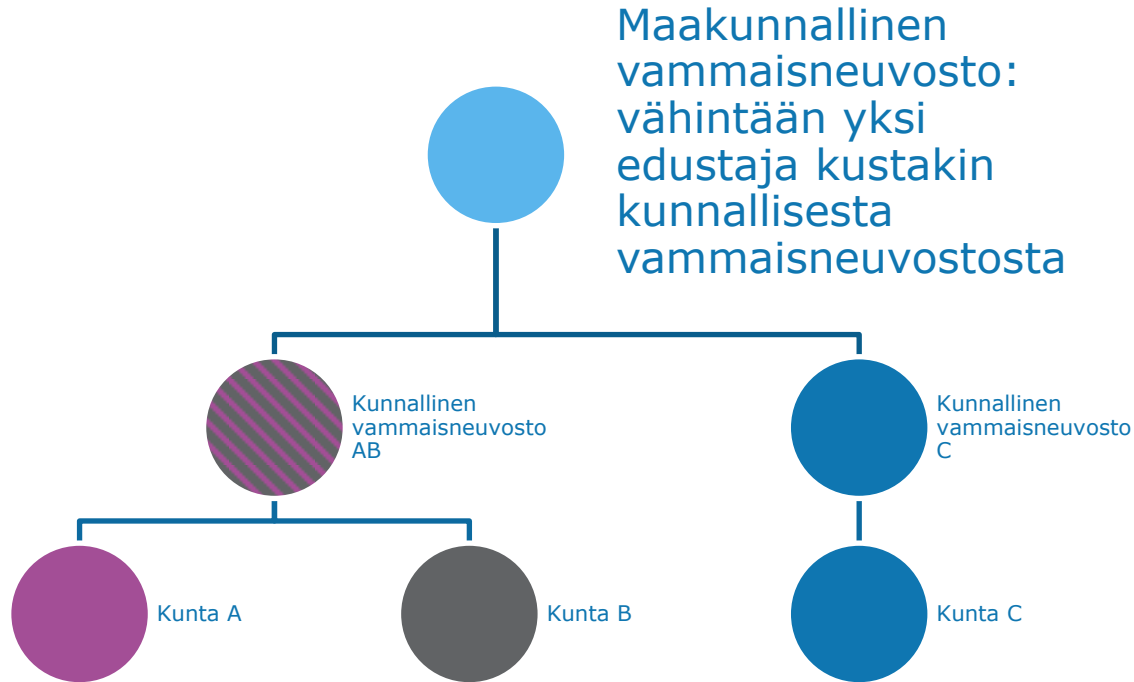 Maakunnallinen
vammaisneuvosto:
vähintään yksi
edustaja kustakin
kunnallisesta
vammaisneuvostosta
Kunnallinen
vammaisneuvosto
AB
Kunnallinen
vammaisneuvosto
C
Kunta A
Kunta B
Kunta C